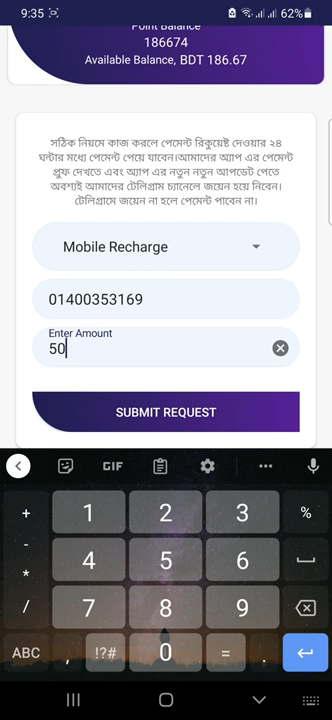 9:35
62%
Point Balance
186674
Available Balance, BDT 186.67
সঠিক নিয়মে কাজ করলে পেমেন্ট রিকুয়েষ্ট দেওয়ার ২৪
ঘন্টার মধ্যে পেমেন্ট পেয়ে যাবেন।আমাদের অ্যাপ এর পেমেন্ট
প্রুফ দেখতে এবং অ্যাপ এর নতুন নতুন আপডেট পেতে
অবশ্যই আমাদের টেলিগ্রাম চ্যানেলে জয়েন হয়ে নিবেন।
টেলিগ্রামে জয়েন না হলে পেমেন্ট পাবেন না।
Mobile Recharge
01400353169
Enter Amount
50
SUBMIT REQUEST
GIF
+ 1 2 3 %
- 4 5 6
*
/ 7 8 9
ABC , !?# 0 = .